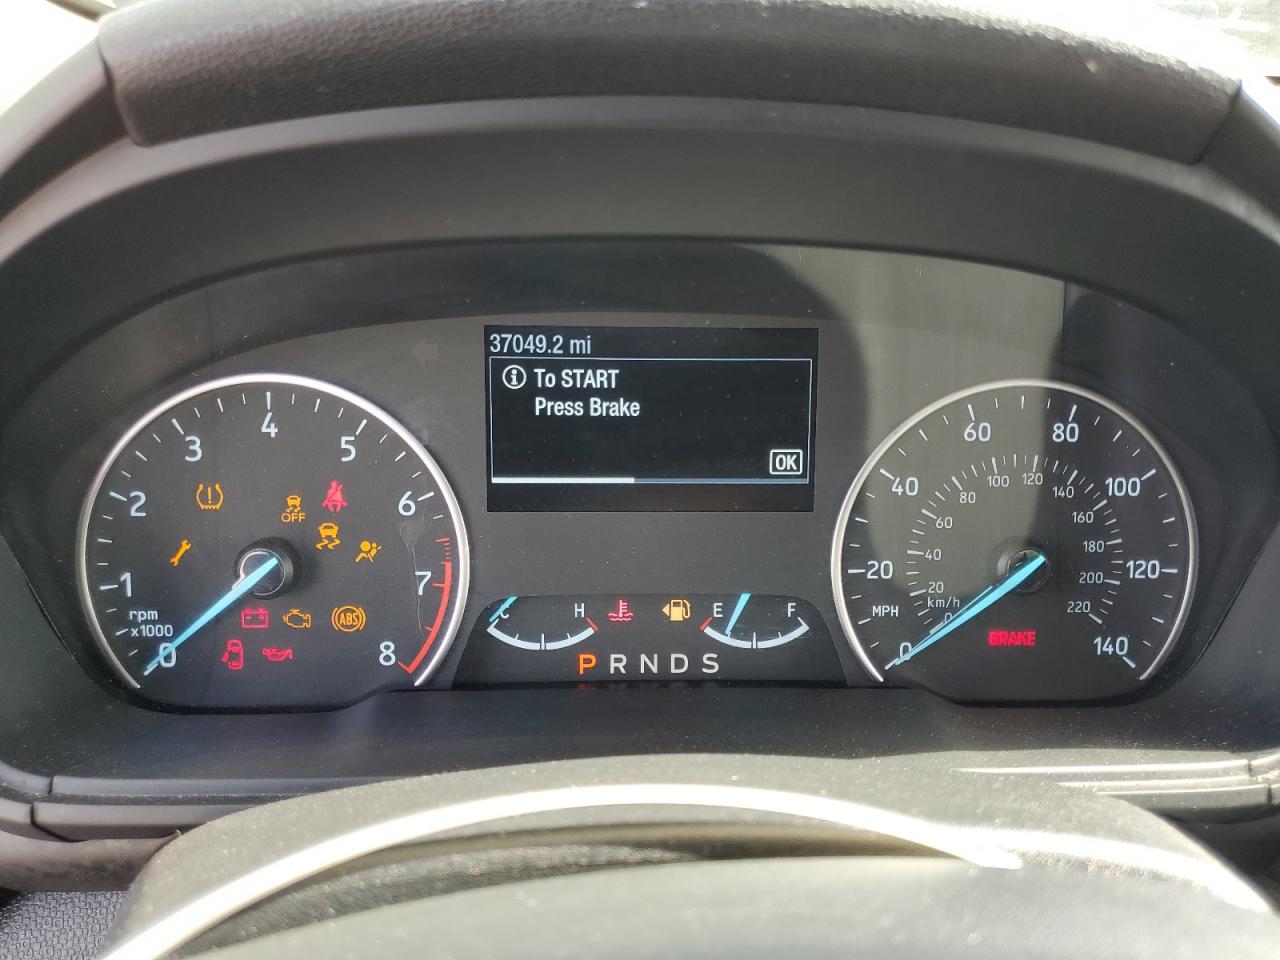 37049.2 mi
To START
Press Brake
OK
0 1 2 3 4 5 6 7 8
rpm
x1000
OFF
ABS
C H
E F
P R N D S
0 20 40 60 80 100 120 140
MPH
0 20 40 60 80 100 120 140 160 180 200 220
km/h
BRAKE